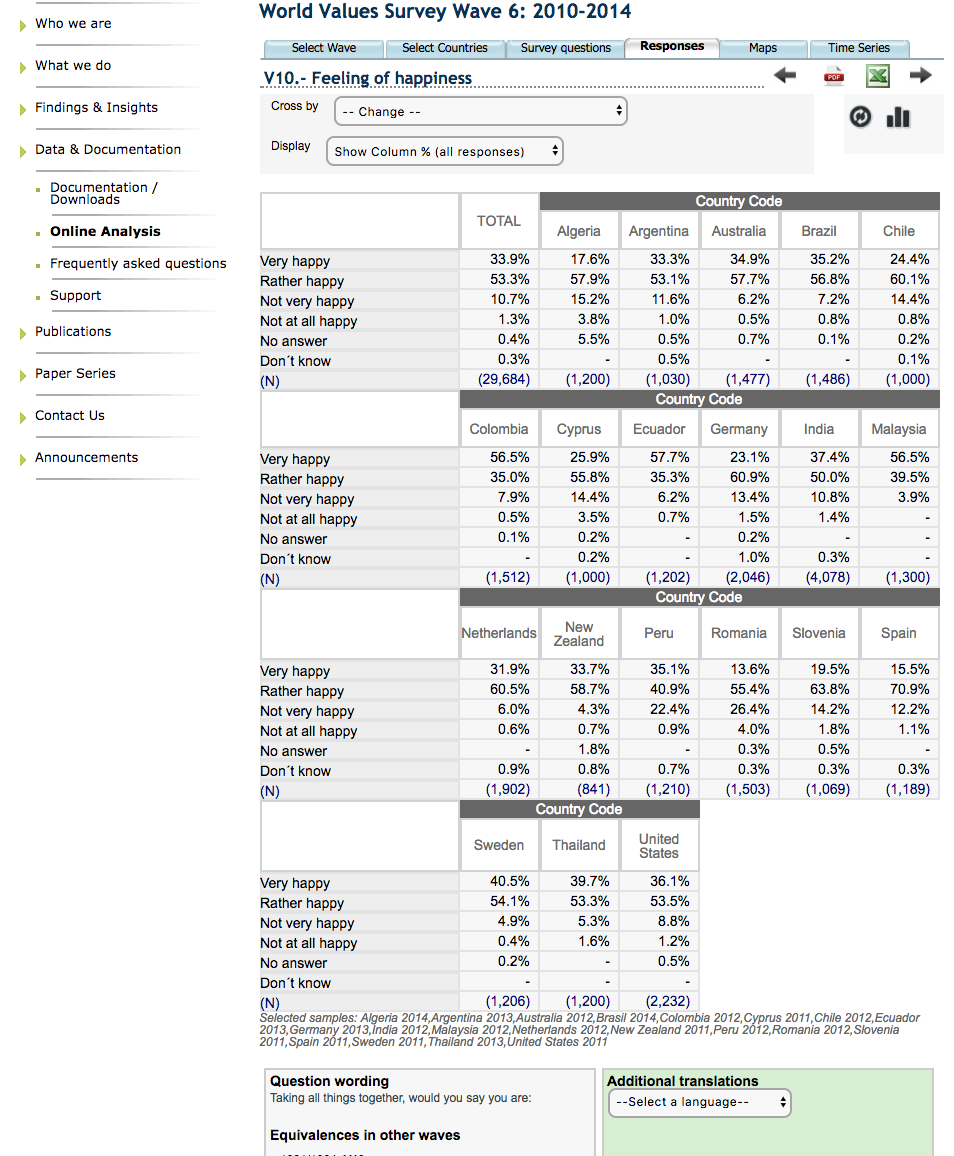 World Values Survey Wave 6: 2010-2014
Who we are
What we do
Findings & Insights
Data & Documentation
Documentation /
Downloads
Online Analysis
Frequently asked questions
Support
Publications
Paper Series
Contact Us
Announcements
Select Wave Select Countries Survey questions Responses Maps Time Series
V10.- Feeling of happiness
PDF
Cross by -- Change --
Display Show Column % (all responses)
Country Code
TOTAL Algeria Argentina Australia Brazil Chile
Very happy 33.9% 17.6% 33.3% 34.9% 35.2% 24.4%
Rather happy 53.3% 57.9% 53.1% 57.7% 56.8% 60.1%
Not very happy 10.7% 15.2% 11.6% 6.2% 7.2% 14.4%
Not at all happy 1.3% 3.8% 1.0% 0.5% 0.8% 0.8%
No answer 0.4% 5.5% 0.5% 0.7% 0.1% 0.2%
Don´t know 0.3% - 0.5% - - 0.1%
(N) (29,684) (1,200) (1,030) (1,477) (1,486) (1,000)
Country Code
Colombia Cyprus Ecuador Germany India Malaysia
Very happy 56.5% 25.9% 57.7% 23.1% 37.4% 56.5%
Rather happy 35.0% 55.8% 35.3% 60.9% 50.0% 39.5%
Not very happy 7.9% 14.4% 6.2% 13.4% 10.8% 3.9%
Not at all happy 0.5% 3.5% 0.7% 1.5% 1.4% -
No answer 0.1% 0.2% - 0.2% - -
Don´t know - 0.2% - 1.0% 0.3% -
(N) (1,512) (1,000) (1,202) (2,046) (4,078) (1,300)
Country Code
Netherlands New Zealand Peru Romania Slovenia Spain
Very happy 31.9% 33.7% 35.1% 13.6% 19.5% 15.5%
Rather happy 60.5% 58.7% 40.9% 55.4% 63.8% 70.9%
Not very happy 6.0% 4.3% 22.4% 26.4% 14.2% 12.2%
Not at all happy 0.6% 0.7% 0.9% 4.0% 1.8% 1.1%
No answer - 1.8% - 0.3% 0.5% -
Don´t know 0.9% 0.8% 0.7% 0.3% 0.3% 0.3%
(N) (1,902) (841) (1,210) (1,503) (1,069) (1,189)
Country Code
Sweden Thailand United States
Very happy 40.5% 39.7% 36.1%
Rather happy 54.1% 53.3% 53.5%
Not very happy 4.9% 5.3% 8.8%
Not at all happy 0.4% 1.6% 1.2%
No answer 0.2% - 0.5%
Don´t know - - -
(N) (1,206) (1,200) (2,232)
Selected samples: Algeria 2014,Argentina 2013,Australia 2012,Brasil 2014,Colombia 2012,Cyprus 2011,Chile 2012,Ecuador
2013,Germany 2013,India 2012,Malaysia 2012,Netherlands 2012,New Zealand 2011,Peru 2012,Romania 2012,Slovenia
2011,Spain 2011,Sweden 2011,Thailand 2013,United States 2011
Question wording
Taking all things together, would you say you are:
Equivalences in other waves
Additional translations
--Select a language--